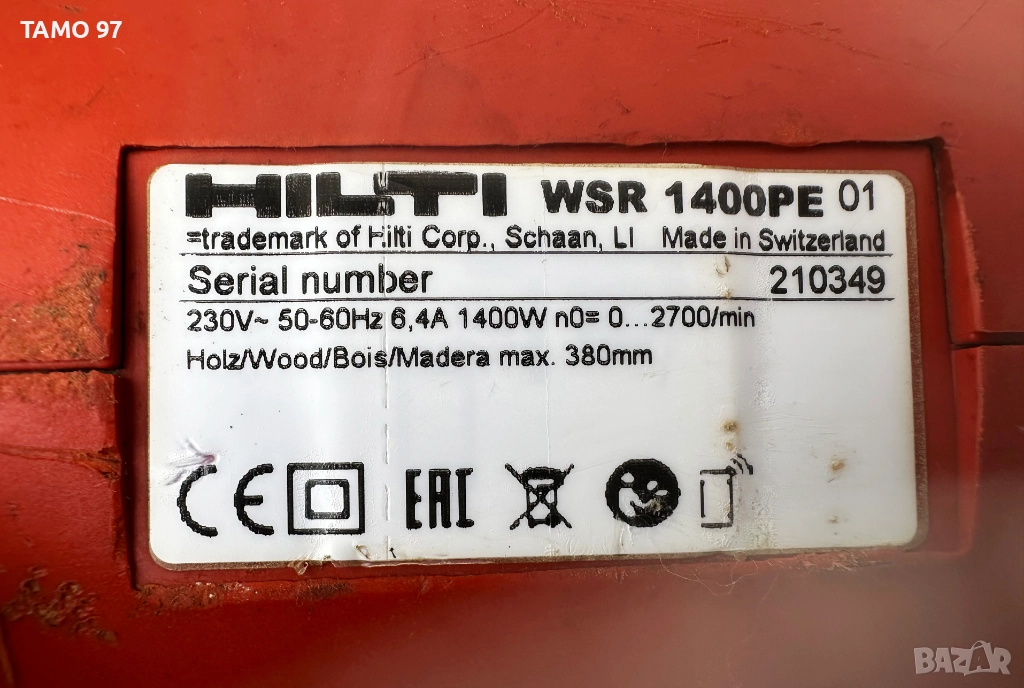 TAMO 97
HILTI WSR 1400PE 01
=trademark of Hilti Corp., Schaan, LI Made in Switzerland
Serial number 210349
230V~ 50-60Hz 6,4A 1400W n0= 0...2700/min
Holz/Wood/Bois/Madera max. 380mm
CE EAC
BAZAR